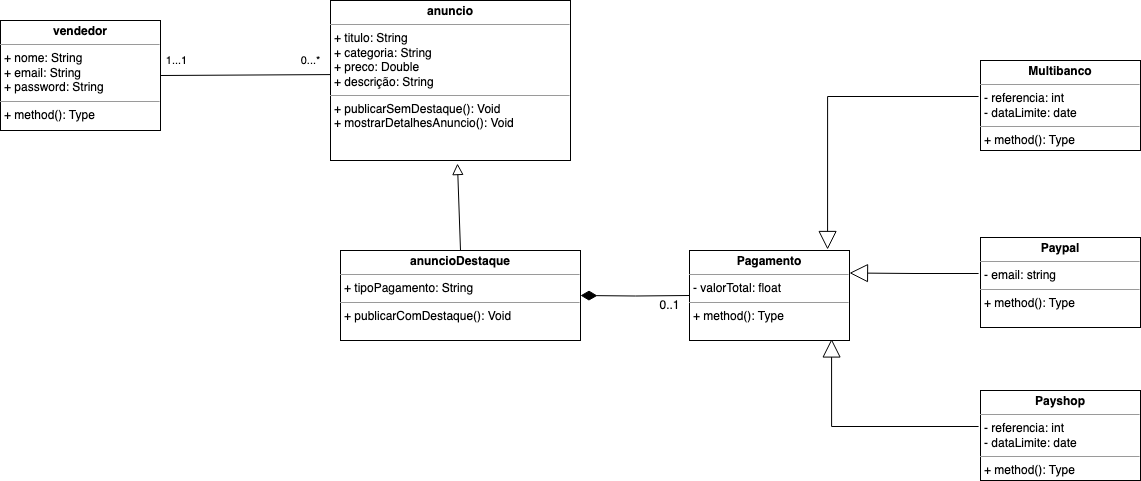 vendedor
+ nome: String
+ email: String
+ password: String
+ method(): Type
1...1
0...*
anuncio
+ titulo: String
+ categoria: String
+ preco: Double
+ descrição: String
+ publicarSemDestaque(): Void
+ mostrarDetalhesAnuncio(): Void
anuncioDestaque
+ tipoPagamento: String
+ publicarComDestaque(): Void
0..1
Pagamento
- valorTotal: float
+ method(): Type
Multibanco
- referencia: int
- dataLimite: date
+ method(): Type
Paypal
- email: string
+ method(): Type
Payshop
- referencia: int
- dataLimite: date
+ method(): Type